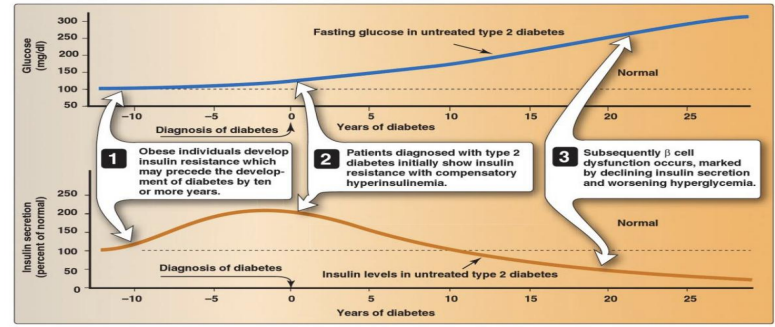 300
250
200
150
100
50
Glucose
(mg/dl)
Fasting glucose in untreated type 2 diabetes
Normal
−10 −5 0 5 10 15 20 25
Diagnosis of diabetes
Years of diabetes
1 Obese individuals develop
insulin resistance which
may precede the develop-
ment of diabetes by ten
or more years.
2 Patients diagnosed with type 2
diabetes initially show insulin
resistance with compensatory
hyperinsulinemia.
3 Subsequently β cell
dysfunction occurs, marked
by declining insulin secretion
and worsening hyperglycemia.
250
200
150
100
50
0
Insulin secretion
(percent of normal)
Normal
Diagnosis of diabetes
Insulin levels in untreated type 2 diabetes
−10 −5 0 5 10 15 20 25
Years of diabetes